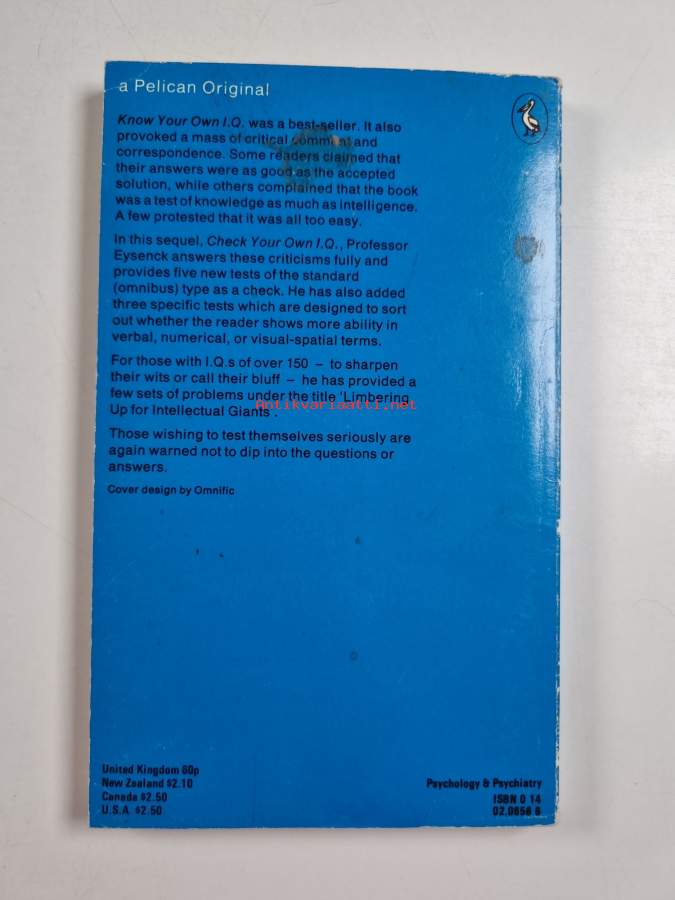 a Pelican Original
Know Your Own I.Q. was a best-seller. It also
provoked a mass of critical comment and
correspondence. Some readers claimed that
their answers were as good as the accepted
solution, while others complained that the book
was a test of knowledge as much as intelligence.
A few protested that it was all too easy.
In this sequel, Check Your Own I.Q., Professor
Eysenck answers these criticisms fully and
provides five new tests of the standard
(omnibus) type as a check. He has also added
three specific tests which are designed to sort
out whether the reader shows more ability in
verbal, numerical, or visual-spatial terms.
For those with I.Q.s of over 150 – to sharpen
their wits or call their bluff – he has provided a
few sets of problems under the title 'Limbering
Up for Intellectual Giants'.
Antikvariaatti.net
Those wishing to test themselves seriously are
again warned not to dip into the questions or
answers.
Cover design by Omnific
United Kingdom 60p
New Zealand $2.10
Canada $2.50
U.S.A. $2.50
Psychology & Psychiatry
ISBN 0 14
02.0656 6